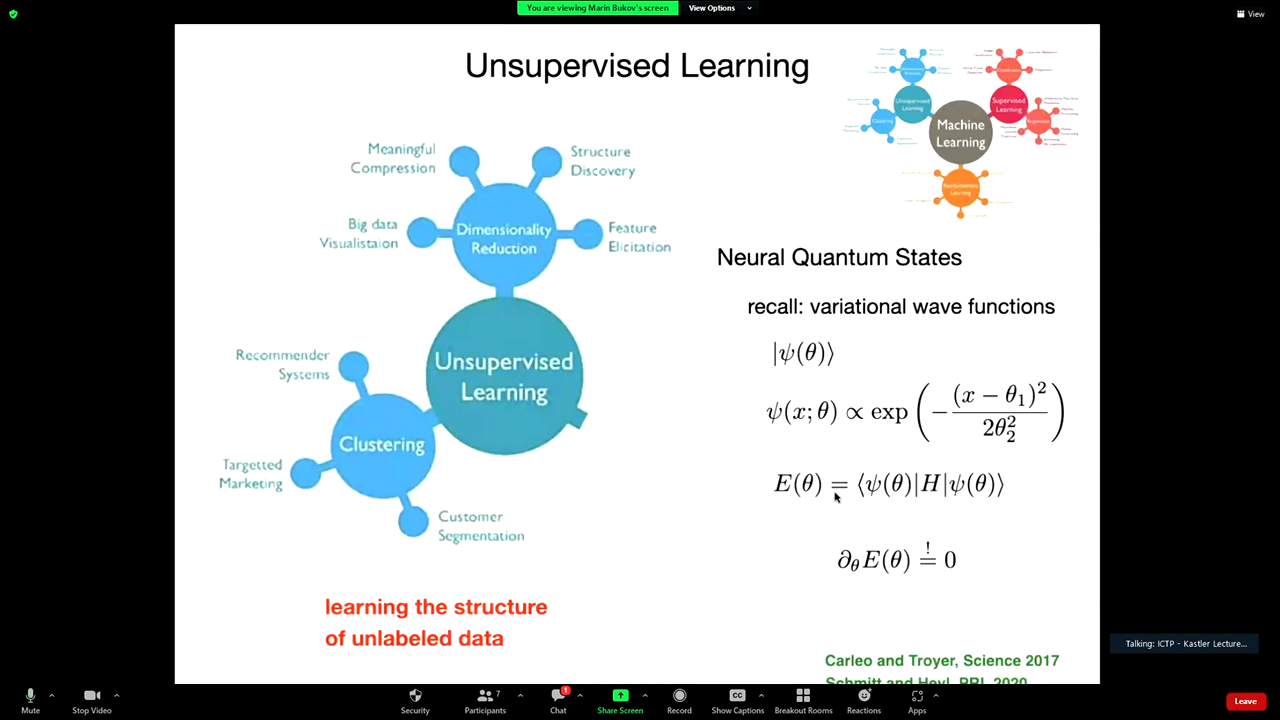 You are viewing Marin Bukov's screen
View Options
View
Unsupervised Learning
Machine
Learning
Unsupervised
Learning
Supervised
Learning
Meaningful
Compression
Structure
Discovery
Big data
Visualistaion
Dimensionality
Reduction
Feature
Elicitation
Recommender
Systems
Unsupervised
Learning
Clustering
Targetted
Marketing
Customer
Segmentation
learning the structure
of unlabeled data
Neural Quantum States
recall: variational wave functions
|ψ(θ)⟩
ψ(x; θ) ∝ exp (−(x − θ₁)²/2θ₂²)
E(θ) = ⟨ψ(θ)|H|ψ(θ)⟩
∂θE(θ) =! 0
Carleo and Troyer, Science 2017
Schmitt and Heyl, PRL 2020
Talking: ICTP - Kastler Lecture...
Mute
Stop Video
Security
7
Participants
1
Chat
Share Screen
Record
CC
Show Captions
Breakout Rooms
Reactions
Apps
Leave